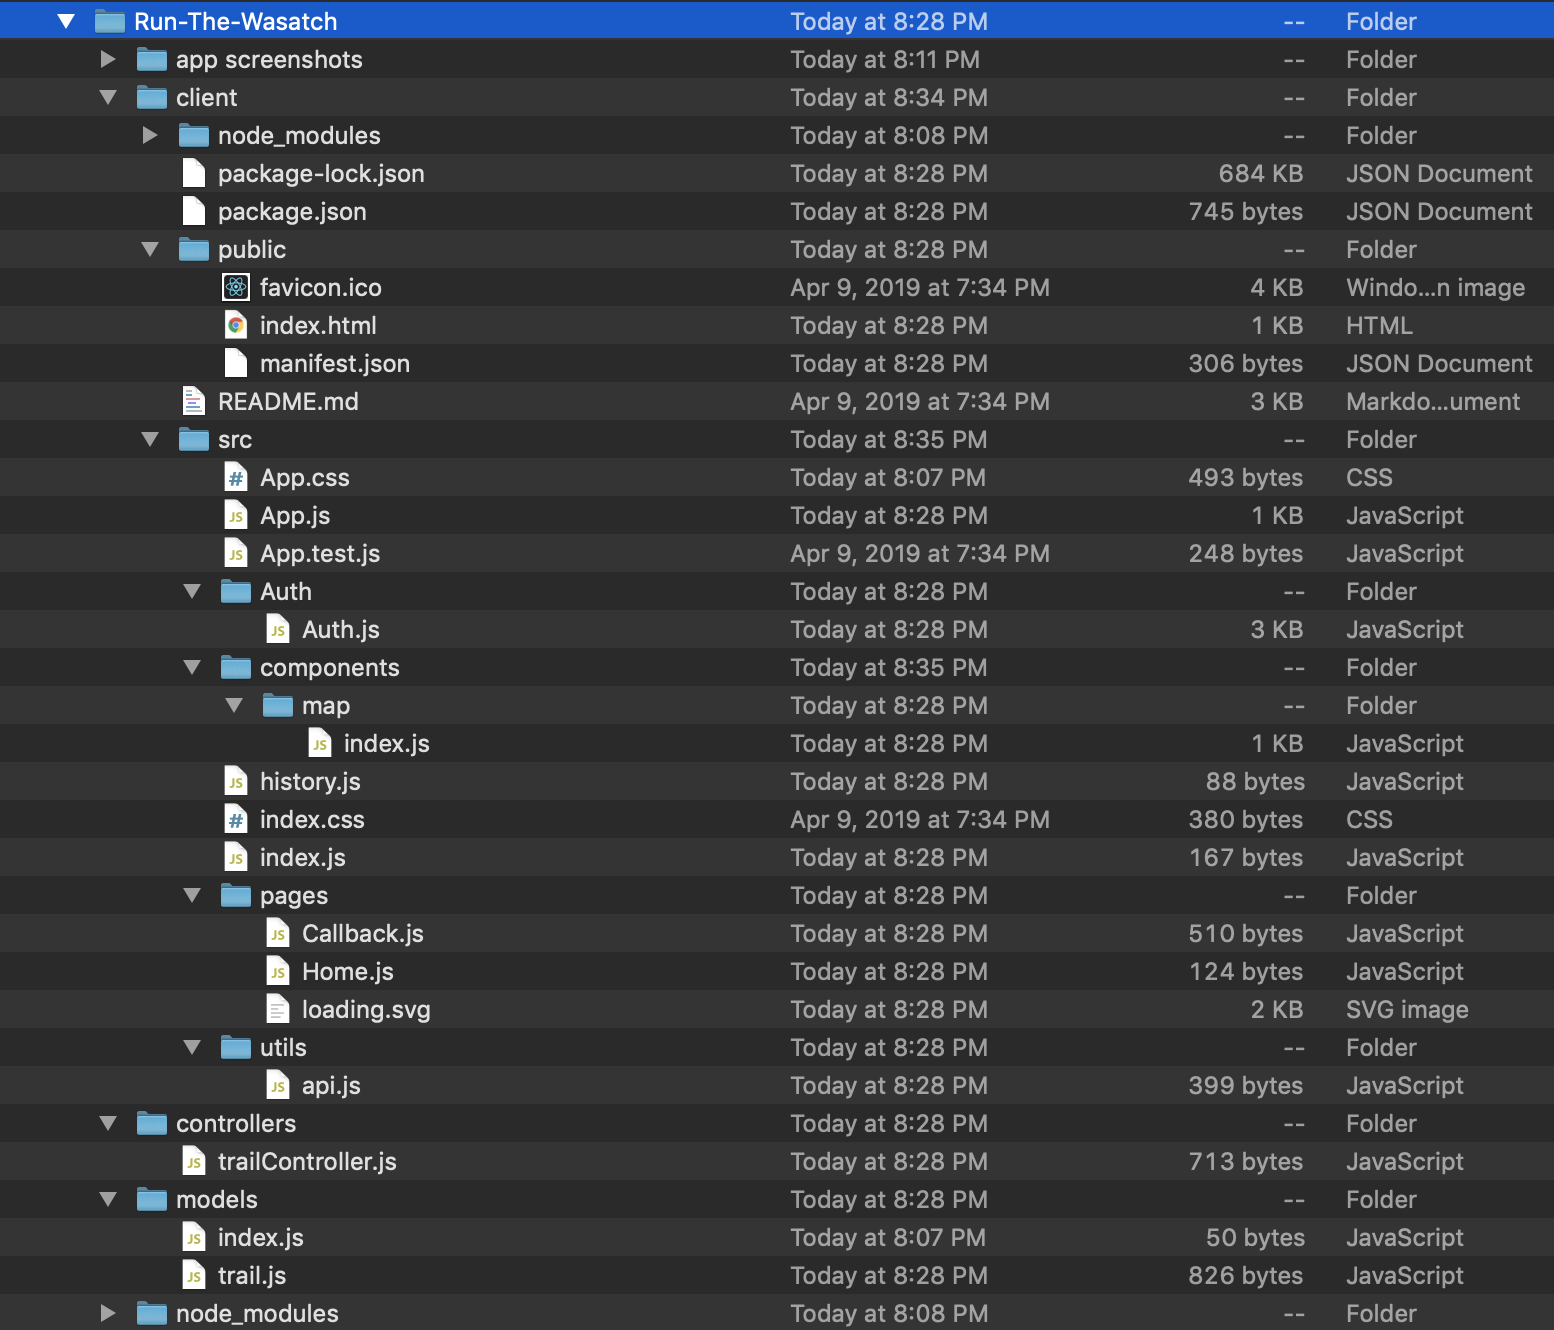 Run-The-Wasatch Today at 8:28 PM -- Folder
app screenshots Today at 8:11 PM -- Folder
client Today at 8:34 PM -- Folder
node_modules Today at 8:08 PM -- Folder
package-lock.json Today at 8:28 PM 684 KB JSON Document
package.json Today at 8:28 PM 745 bytes JSON Document
public Today at 8:28 PM -- Folder
favicon.ico Apr 9, 2019 at 7:34 PM 4 KB Windo...n image
index.html Today at 8:28 PM 1 KB HTML
manifest.json Today at 8:28 PM 306 bytes JSON Document
README.md Apr 9, 2019 at 7:34 PM 3 KB Markdo...ument
src Today at 8:35 PM -- Folder
# App.css Today at 8:07 PM 493 bytes CSS
JS App.js Today at 8:28 PM 1 KB JavaScript
JS App.test.js Apr 9, 2019 at 7:34 PM 248 bytes JavaScript
Auth Today at 8:28 PM -- Folder
JS Auth.js Today at 8:28 PM 3 KB JavaScript
components Today at 8:35 PM -- Folder
map Today at 8:28 PM -- Folder
JS index.js Today at 8:28 PM 1 KB JavaScript
JS history.js Today at 8:28 PM 88 bytes JavaScript
# index.css Apr 9, 2019 at 7:34 PM 380 bytes CSS
JS index.js Today at 8:28 PM 167 bytes JavaScript
pages Today at 8:28 PM -- Folder
JS Callback.js Today at 8:28 PM 510 bytes JavaScript
JS Home.js Today at 8:28 PM 124 bytes JavaScript
loading.svg Today at 8:28 PM 2 KB SVG image
utils Today at 8:28 PM -- Folder
JS api.js Today at 8:28 PM 399 bytes JavaScript
controllers Today at 8:28 PM -- Folder
JS trailController.js Today at 8:28 PM 713 bytes JavaScript
models Today at 8:28 PM -- Folder
JS index.js Today at 8:07 PM 50 bytes JavaScript
JS trail.js Today at 8:28 PM 826 bytes JavaScript
node_modules Today at 8:08 PM -- Folder